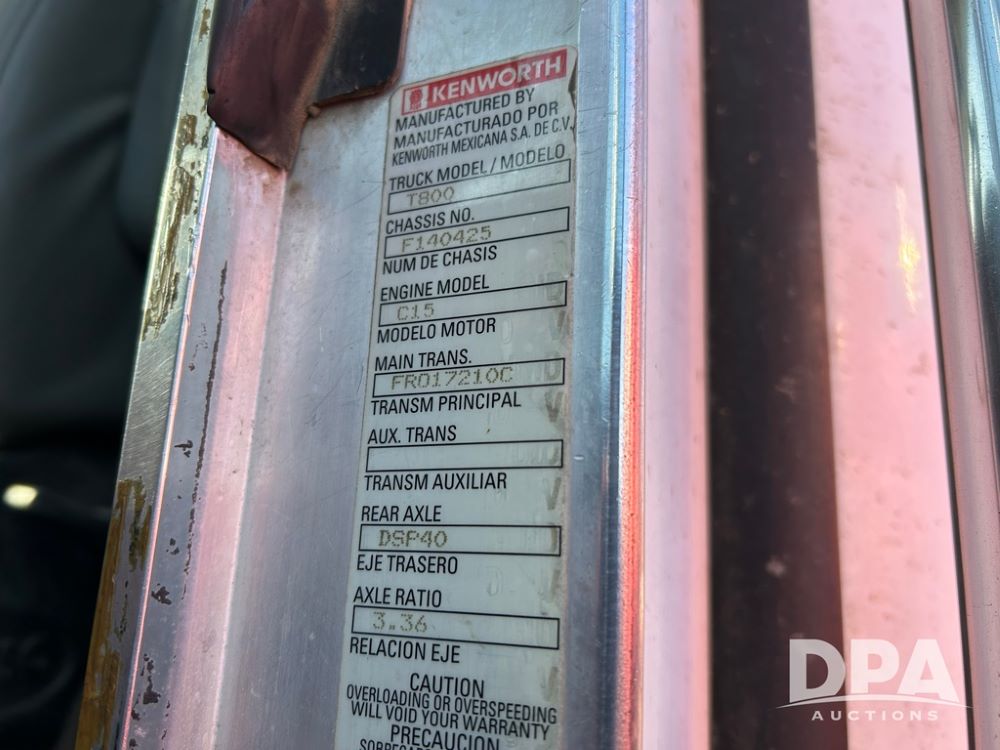 KENWORTH
MANUFACTURED BY
MANUFACTURADO POR
KENWORTH MEXICANA S.A. DE C.V.
TRUCK MODEL / MODELO
T800
CHASSIS NO.
F140425
NUM DE CHASIS
ENGINE MODEL
C15
MODELO MOTOR
MAIN TRANS.
FRO17210C
TRANSM PRINCIPAL
AUX. TRANS
TRANSM AUXILIAR
REAR AXLE
DSP40
EJE TRASERO
AXLE RATIO
3.36
RELACION EJE
CAUTION
OVERLOADING OR OVERSPEEDING
WILL VOID YOUR WARRANTY
PRECAUCION
DPA
AUCTIONS